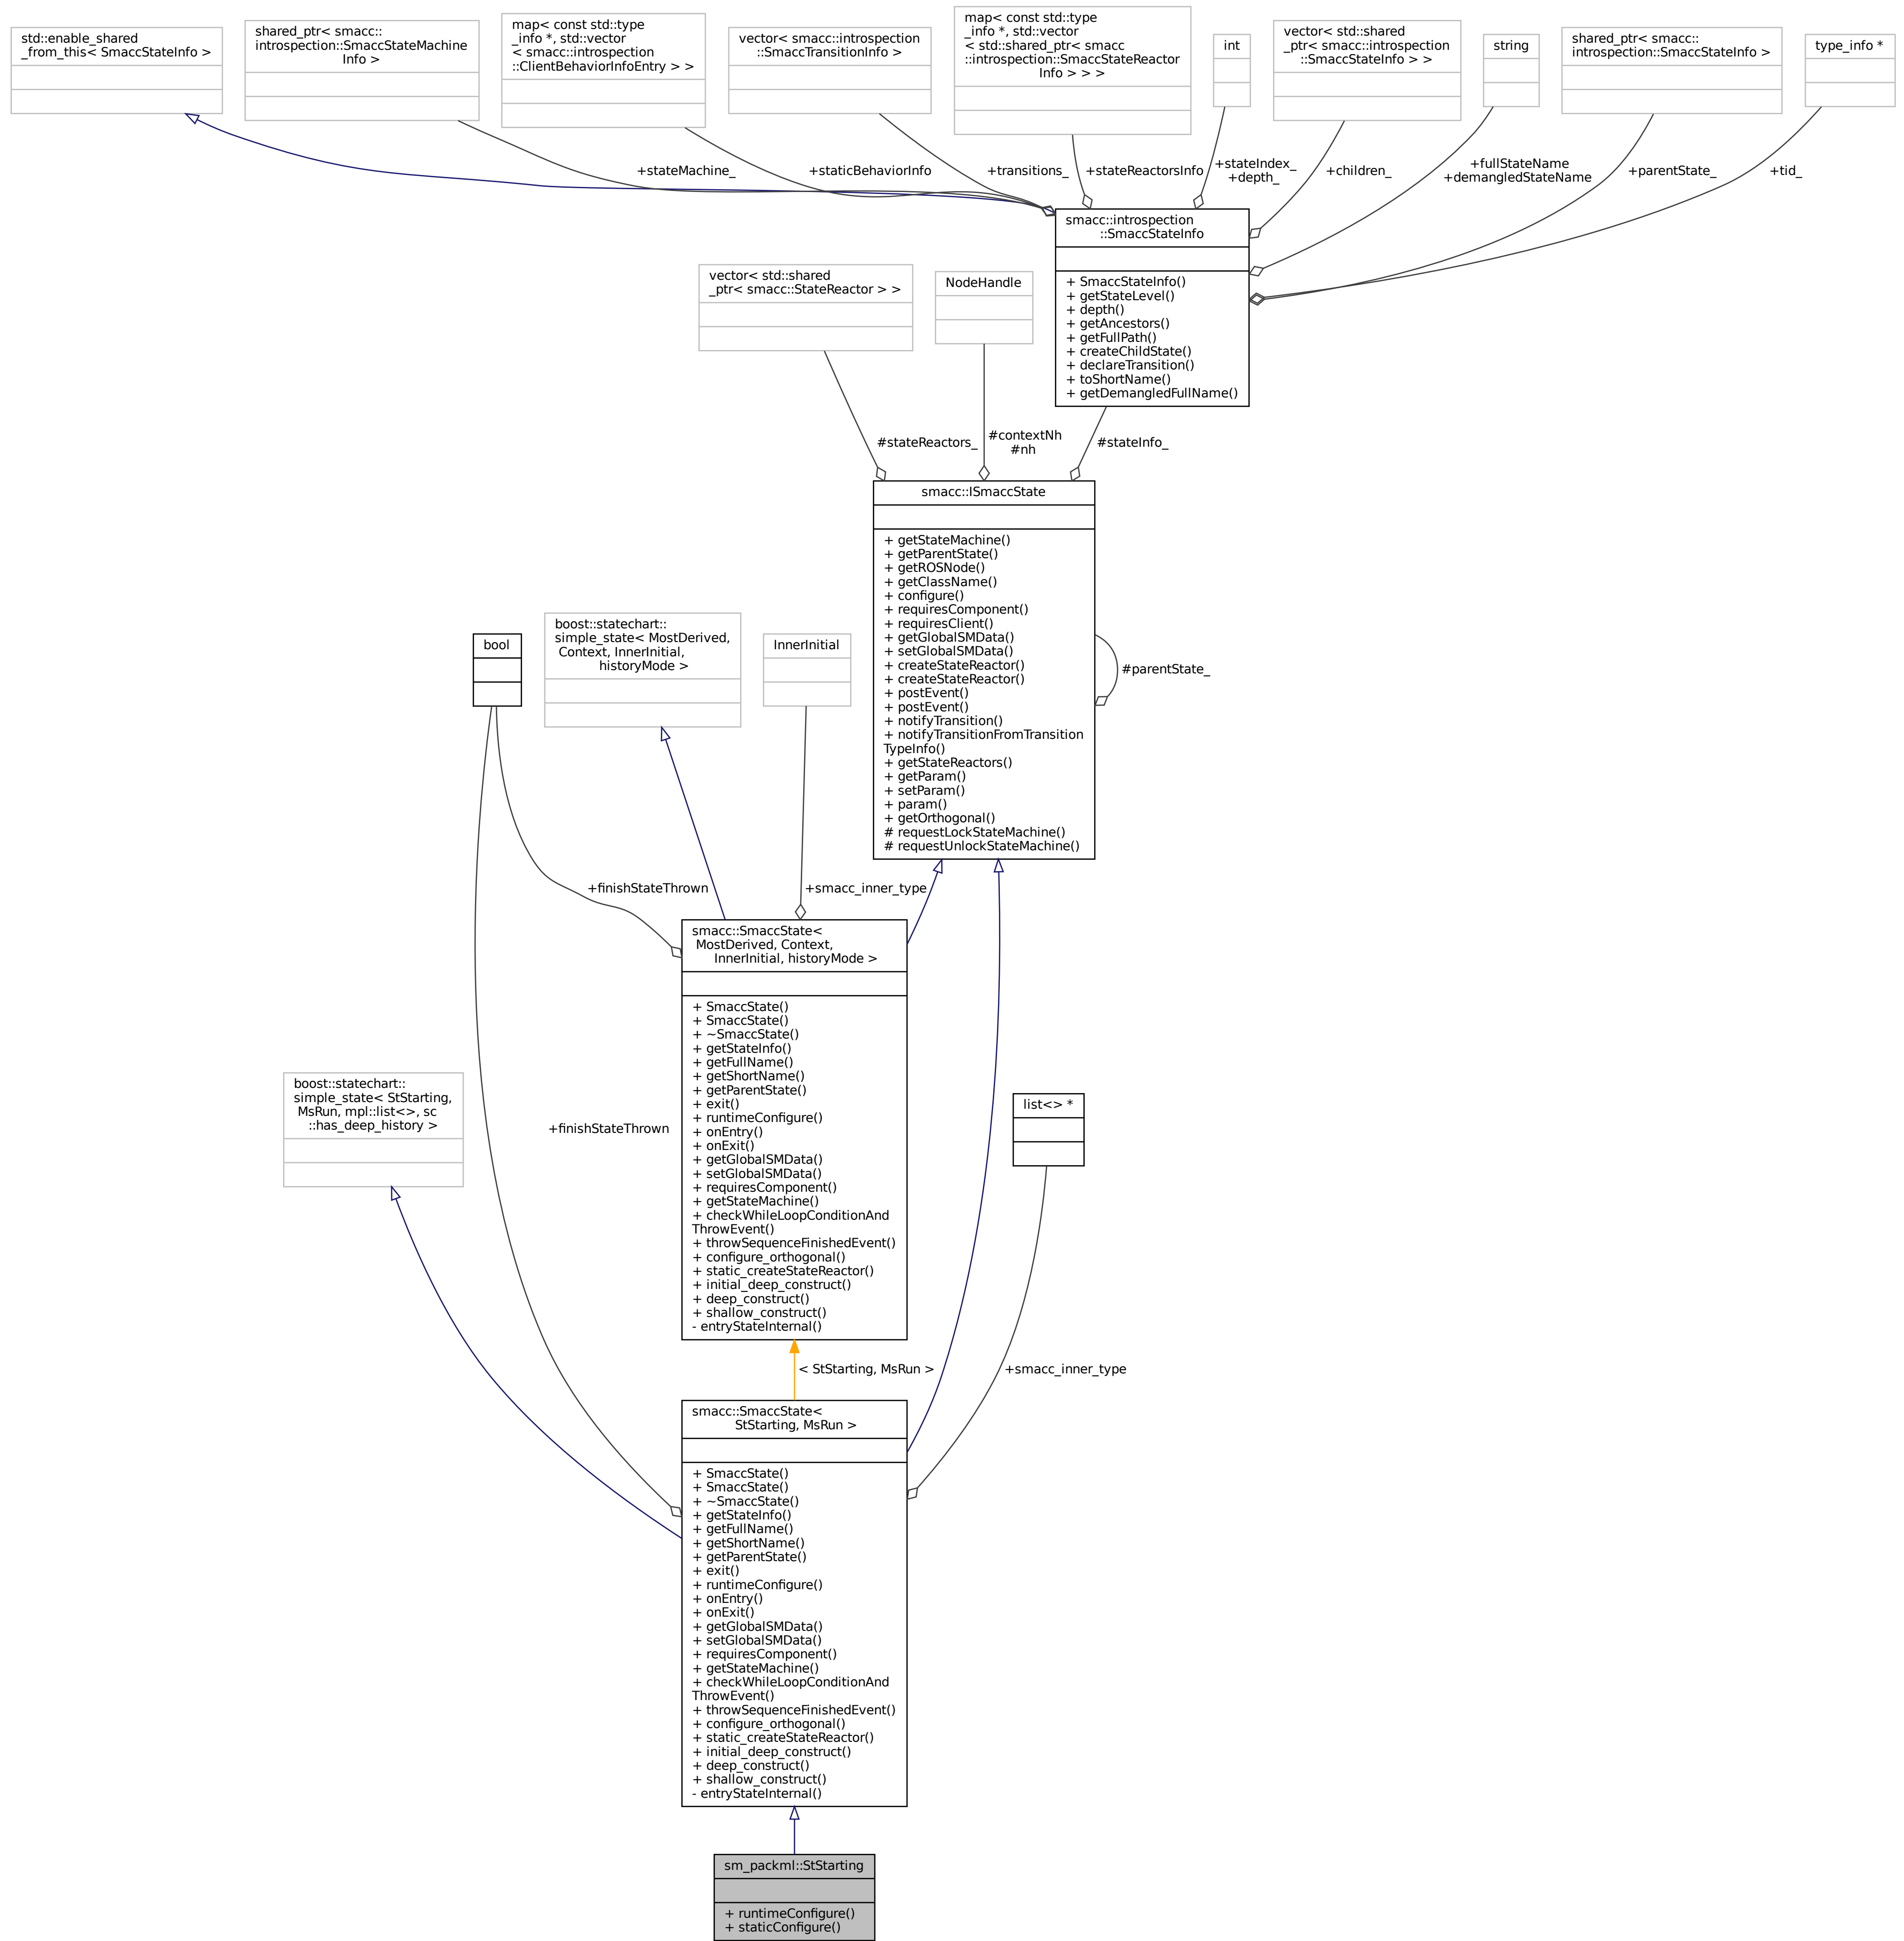 std::enable_shared
_from_this< SmaccStateInfo >
shared_ptr< smacc::
introspection::SmaccStateMachine
Info >
map< const std::type
_info *, std::vector
< smacc::introspection
::ClientBehaviorInfoEntry > >
vector< smacc::introspection
::SmaccTransitionInfo >
map< const std::type
_info *, std::vector
< std::shared_ptr< smacc
::introspection::SmaccStateReactor
Info > > >
int
vector< std::shared
_ptr< smacc::introspection
::SmaccStateInfo > >
string
shared_ptr< smacc::
introspection::SmaccStateInfo >
type_info *
+stateMachine_
+staticBehaviorInfo
+transitions_
+stateReactorsInfo
+stateIndex_
+depth_
+children_
+fullStateName
+demangledStateName
+parentState_
+tid_
smacc::introspection
::SmaccStateInfo
+ SmaccStateInfo()
+ getStateLevel()
+ depth()
+ getAncestors()
+ getFullPath()
+ createChildState()
+ declareTransition()
+ toShortName()
+ getDemangledFullName()
vector< std::shared
_ptr< smacc::StateReactor > >
NodeHandle
#stateReactors_
#contextNh
#nh
#stateInfo_
smacc::ISmaccState
+ getStateMachine()
+ getParentState()
+ getROSNode()
+ getClassName()
+ configure()
+ requiresComponent()
+ requiresClient()
+ getGlobalSMData()
+ setGlobalSMData()
+ createStateReactor()
+ createStateReactor()
+ postEvent()
+ postEvent()
+ notifyTransition()
+ notifyTransitionFromTransition
TypeInfo()
+ getStateReactors()
+ getParam()
+ setParam()
+ param()
+ getOrthogonal()
# requestLockStateMachine()
# requestUnlockStateMachine()
#parentState_
bool
boost::statechart::
simple_state< MostDerived,
Context, InnerInitial,
historyMode >
InnerInitial
+finishStateThrown
+smacc_inner_type
smacc::SmaccState<
MostDerived, Context,
InnerInitial, historyMode >
+ SmaccState()
+ SmaccState()
+ ~SmaccState()
+ getStateInfo()
+ getFullName()
+ getShortName()
+ getParentState()
+ exit()
+ runtimeConfigure()
+ onEntry()
+ onExit()
+ getGlobalSMData()
+ setGlobalSMData()
+ requiresComponent()
+ getStateMachine()
+ checkWhileLoopConditionAnd
ThrowEvent()
+ throwSequenceFinishedEvent()
+ configure_orthogonal()
+ static_createStateReactor()
+ initial_deep_construct()
+ deep_construct()
+ shallow_construct()
- entryStateInternal()
boost::statechart::
simple_state< StStarting,
MsRun, mpl::list<>, sc
::has_deep_history >
+finishStateThrown
list<> *
< StStarting, MsRun >
+smacc_inner_type
smacc::SmaccState<
StStarting, MsRun >
+ SmaccState()
+ SmaccState()
+ ~SmaccState()
+ getStateInfo()
+ getFullName()
+ getShortName()
+ getParentState()
+ exit()
+ runtimeConfigure()
+ onEntry()
+ onExit()
+ getGlobalSMData()
+ setGlobalSMData()
+ requiresComponent()
+ getStateMachine()
+ checkWhileLoopConditionAnd
ThrowEvent()
+ throwSequenceFinishedEvent()
+ configure_orthogonal()
+ static_createStateReactor()
+ initial_deep_construct()
+ deep_construct()
+ shallow_construct()
- entryStateInternal()
sm_packml::StStarting
+ runtimeConfigure()
+ staticConfigure()